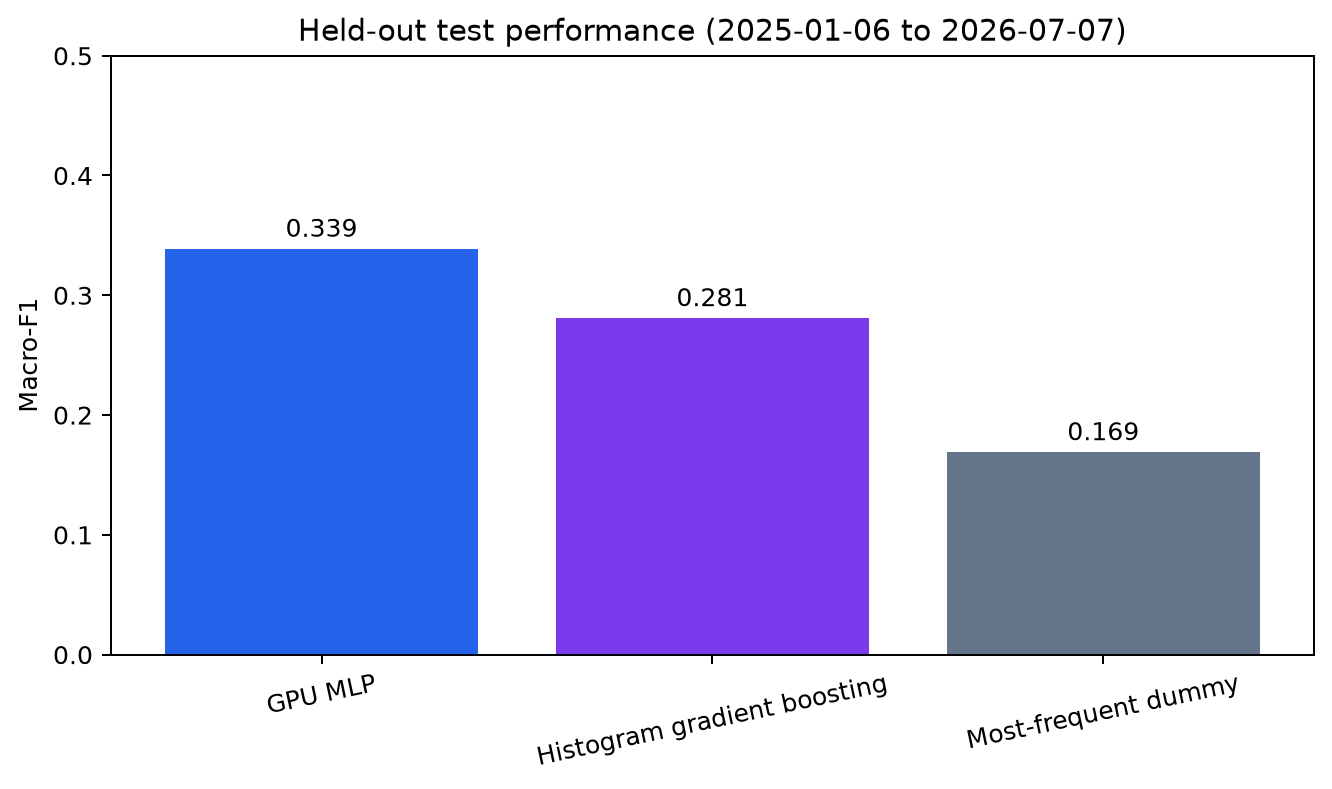 Held-out test performance (2025-01-06 to 2026-07-07)
Macro-F1
0.5
0.4
0.3
0.2
0.1
0.0
0.339
0.281
0.169
GPU MLP
Histogram gradient boosting
Most-frequent dummy